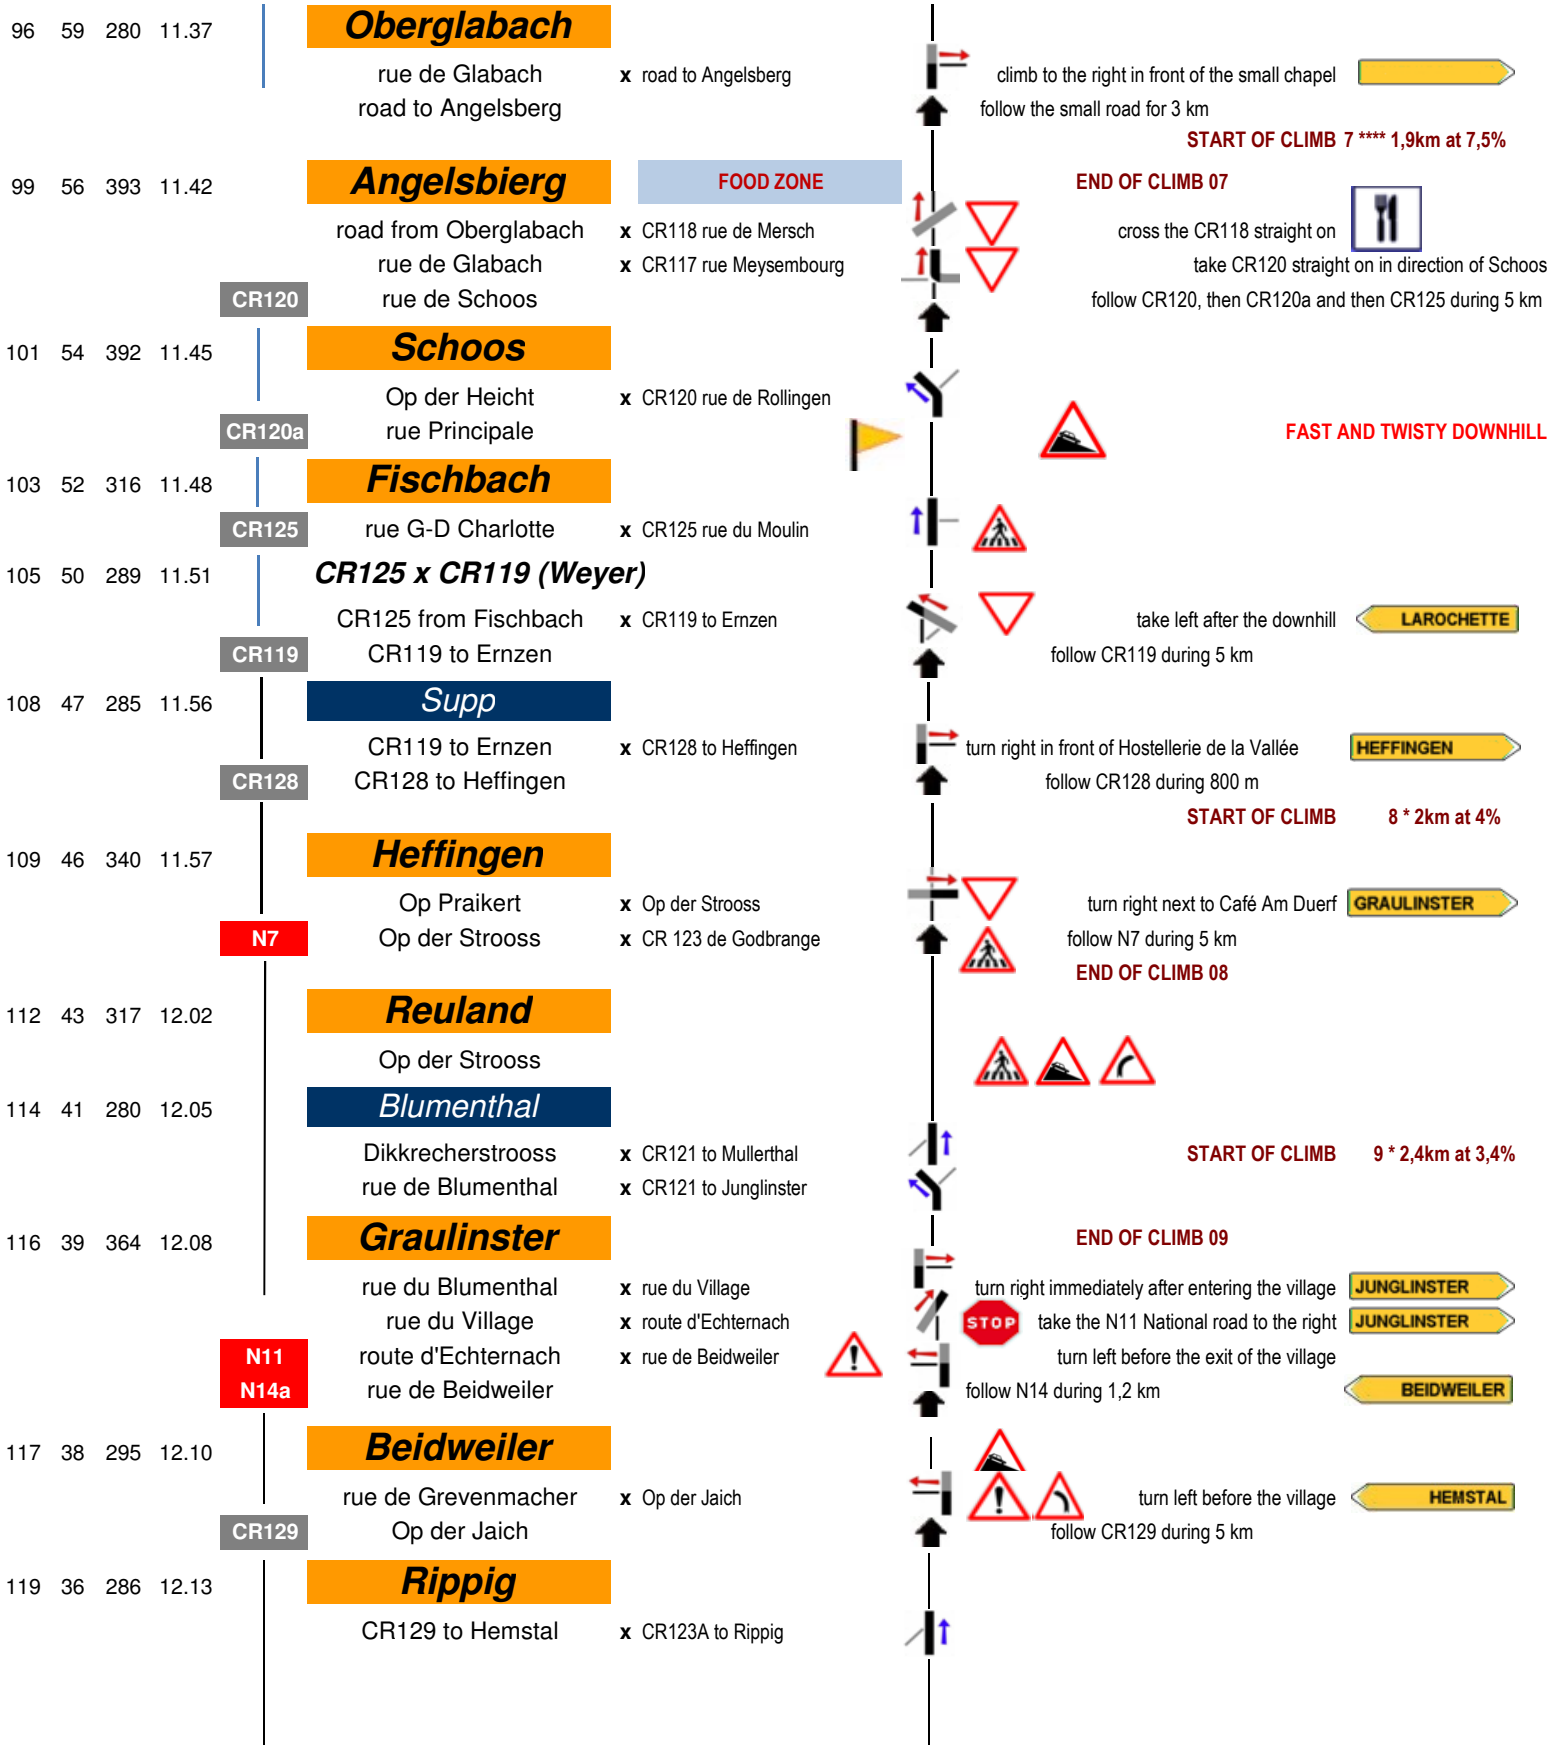 96 59 280 11.37 Oberglabach
rue de Glabach x road to Angelsberg climb to the right in front of the small chapel
road to Angelsberg follow the small road for 3 km
START OF CLIMB 7 **** 1,9km at 7,5%
99 56 393 11.42 Angelsbierg FOOD ZONE END OF CLIMB 07
road from Oberglabach x CR118 rue de Mersch cross the CR118 straight on
rue de Glabach x CR117 rue Meysembourg take CR120 straight on in direction of Schoos
CR120 rue de Schoos follow CR120, then CR120a and then CR125 during 5 km
101 54 392 11.45 Schoos
Op der Heicht x CR120 rue de Rollingen
CR120a rue Principale FAST AND TWISTY DOWNHILL
103 52 316 11.48 Fischbach
CR125 rue G-D Charlotte x CR125 rue du Moulin
105 50 289 11.51 CR125 x CR119 (Weyer)
CR125 from Fischbach x CR119 to Ernzen take left after the downhill LAROCHETTE
CR119 CR119 to Ernzen follow CR119 during 5 km
108 47 285 11.56 Supp
CR119 to Ernzen x CR128 to Heffingen turn right in front of Hostellerie de la Vallée HEFFINGEN
CR128 CR128 to Heffingen follow CR128 during 800 m
START OF CLIMB 8 * 2km at 4%
109 46 340 11.57 Heffingen
Op Praikert x Op der Strooss turn right next to Café Am Duerf GRAULINSTER
N7 Op der Strooss x CR 123 de Godbrange follow N7 during 5 km
END OF CLIMB 08
112 43 317 12.02 Reuland
Op der Strooss
114 41 280 12.05 Blumenthal
Dikkrecherstrooss x CR121 to Mullerthal START OF CLIMB 9 * 2,4km at 3,4%
rue de Blumenthal x CR121 to Junglinster
116 39 364 12.08 Graulinster END OF CLIMB 09
rue du Blumenthal x rue du Village turn right immediately after entering the village JUNGLINSTER
rue du Village x route d'Echternach STOP take the N11 National road to the right JUNGLINSTER
N11 route d'Echternach x rue de Beidweiler turn left before the exit of the village
N14a rue de Beidweiler follow N14 during 1,2 km BEIDWEILER
117 38 295 12.10 Beidweiler
rue de Grevenmacher x Op der Jaich turn left before the village HEMSTAL
CR129 Op der Jaich follow CR129 during 5 km
119 36 286 12.13 Rippig
CR129 to Hemstal x CR123A to Rippig